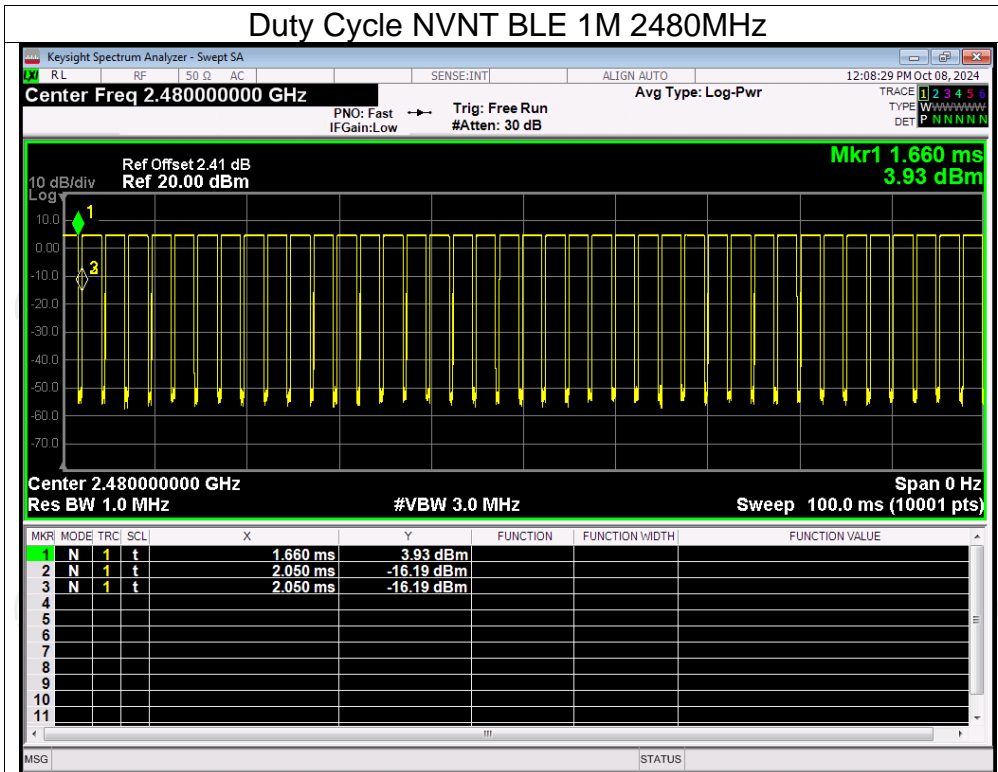 Duty Cycle NVNT BLE 1M 2480MHz
Keysight Spectrum Analyzer - Swept SA
LXI RL RF 50 Ω AC SENSE:INT ALIGN AUTO 12:08:29 PM Oct 08, 2024
Center Freq 2.480000000 GHz Avg Type: Log-Pwr TRACE 1 2 3 4 5 6
PNO: Fast Trig: Free Run TYPE WWWWWWW
IFGain:Low #Atten: 30 dB DET P N N N N N
Mkr1 1.660 ms
Ref Offset 2.41 dB
10 dB/div Ref 20.00 dBm 3.93 dBm
Log
1
10.0
0.00
3
-10.0
-20.0
-30.0
-40.0
-50.0
-60.0
-70.0
Center 2.480000000 GHz Span 0 Hz
Res BW 1.0 MHz #VBW 3.0 MHz Sweep 100.0 ms (10001 pts)
MKR MODE TRC SCL X Y FUNCTION FUNCTION WIDTH FUNCTION VALUE
1 N 1 t 1.660 ms 3.93 dBm
2 N 1 t 2.050 ms -16.19 dBm
3 N 1 t 2.050 ms -16.19 dBm
4
5
6
7
8
9
10
11
MSG STATUS